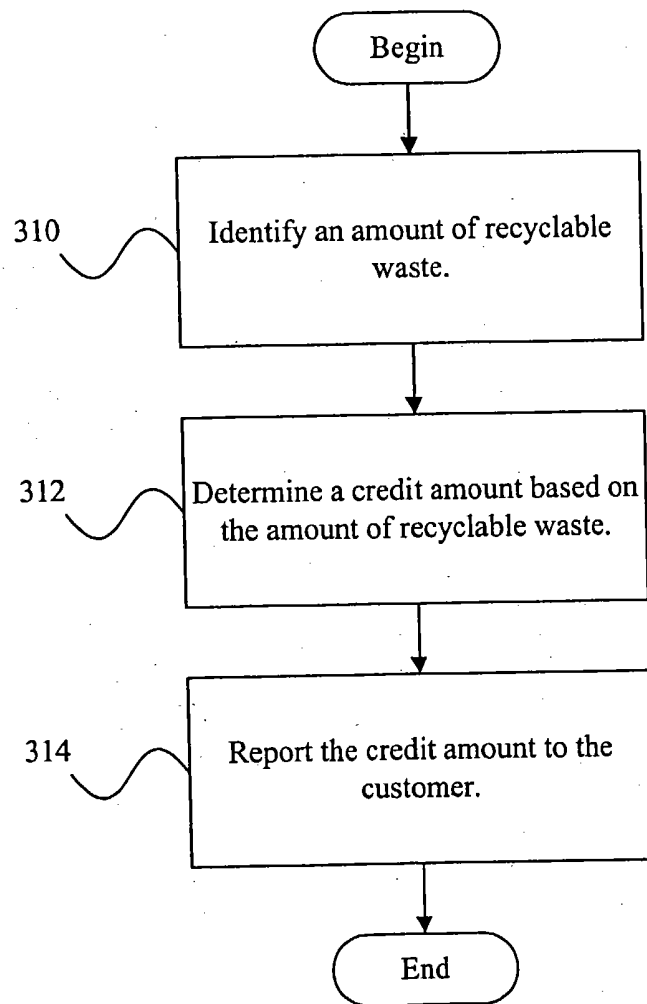 Begin
310
Identify an amount of recyclable
waste.
312
Determine a credit amount based on
the amount of recyclable waste.
314
Report the credit amount to the
customer.
End